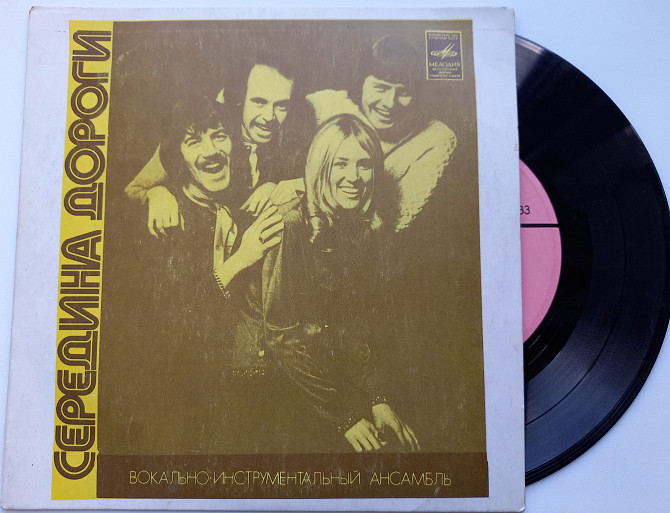 СЕРЕДИНА ДОРОГИ
МЕЛОДИЯ
33
ВОКАЛЬНО-ИНСТРУМЕНТАЛЬНЫЙ АНСАМБЛЬ